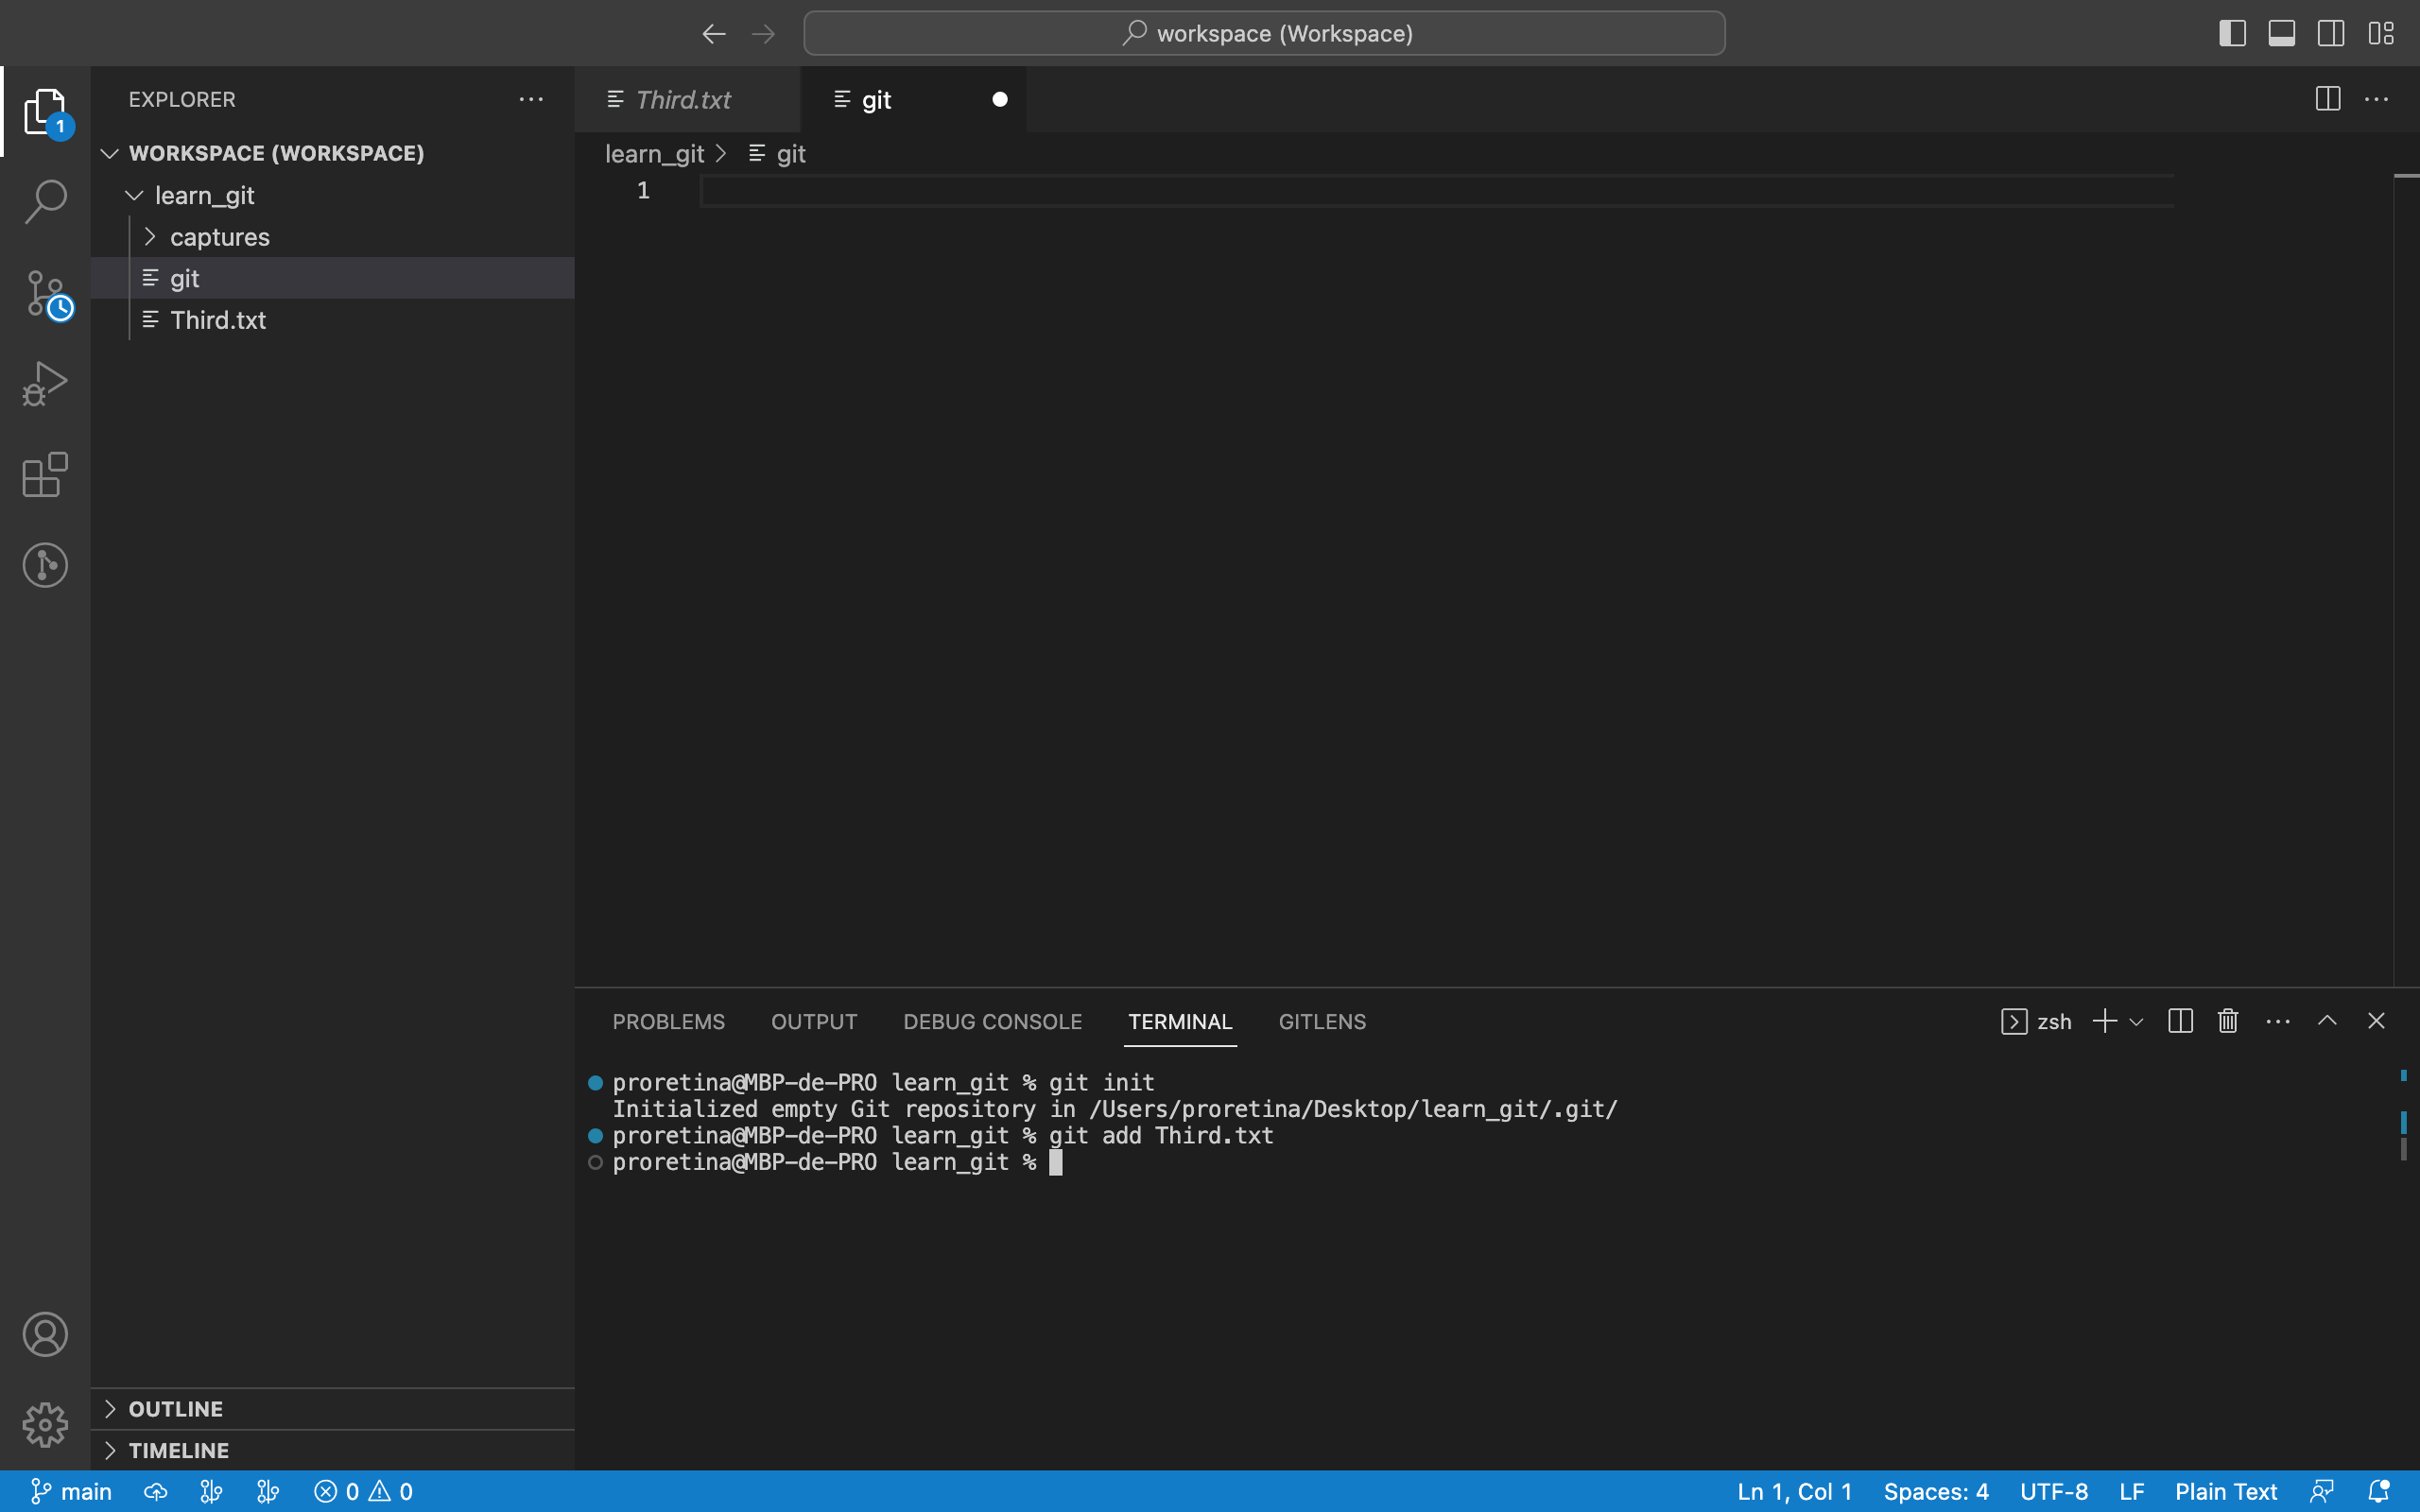 workspace (Workspace)
EXPLORER
1
WORKSPACE (WORKSPACE)
learn_git
captures
git
Third.txt
Third.txt
git
learn_git > git
1
PROBLEMS OUTPUT DEBUG CONSOLE TERMINAL GITLENS
zsh
proretina@MBP-de-PRO learn_git % git init
Initialized empty Git repository in /Users/proretina/Desktop/learn_git/.git/
proretina@MBP-de-PRO learn_git % git add Third.txt
proretina@MBP-de-PRO learn_git %
OUTLINE
TIMELINE
main 0 0 Ln 1, Col 1 Spaces: 4 UTF-8 LF Plain Text